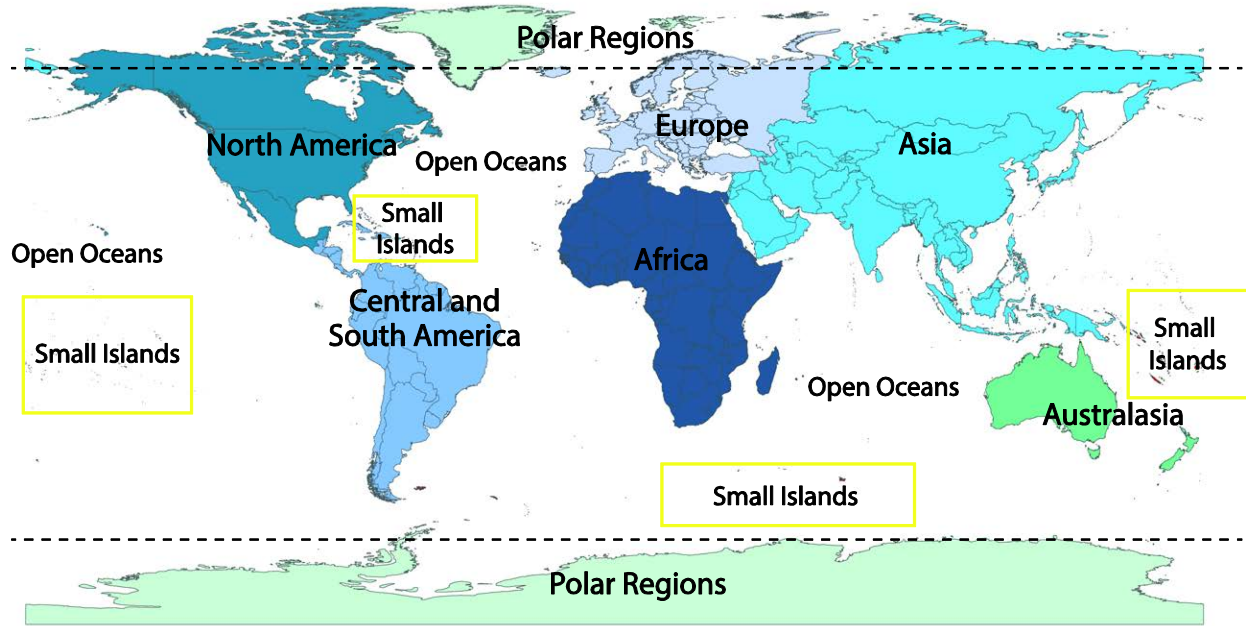 Polar Regions
North America
Europe
Asia
Open Oceans
Small
Islands
Open Oceans
Africa
Central and
South America
Small Islands
Small
Islands
Open Oceans
Australasia
Small Islands
Polar Regions